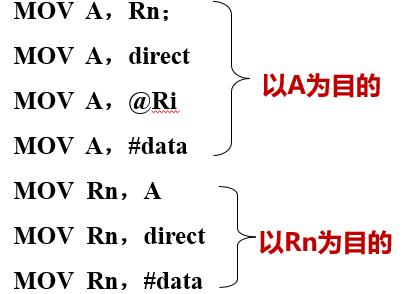 MOV A，Rn；
MOV A，direct
MOV A，@Ri
MOV A，#data
以A为目的
MOV Rn，A
MOV Rn，direct
MOV Rn，#data
以Rn为目的